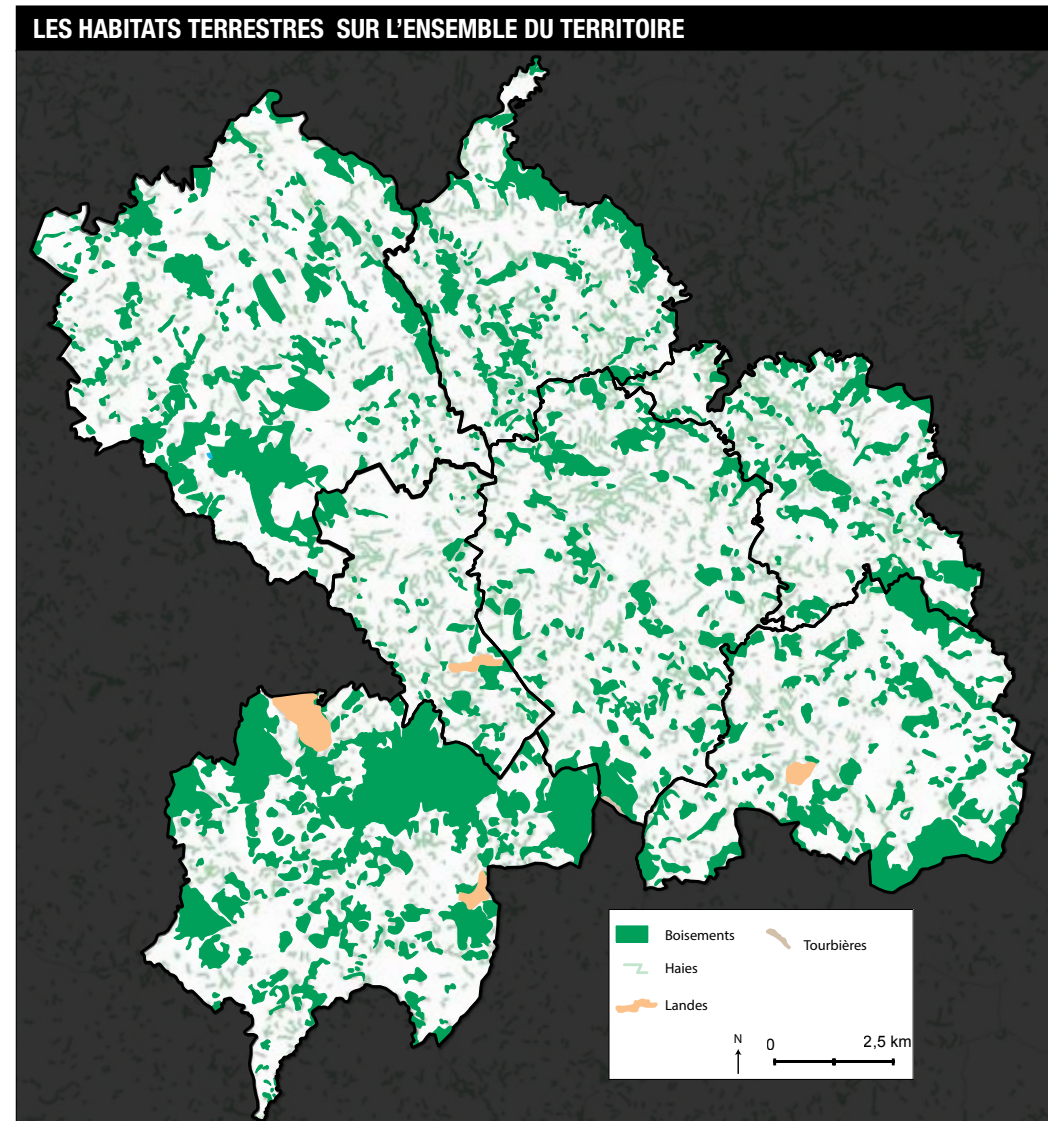 LES HABITATS TERRESTRES SUR L'ENSEMBLE DU TERRITOIRE
Boisements
Tourbières
Haies
Landes
N
0
2,5 km